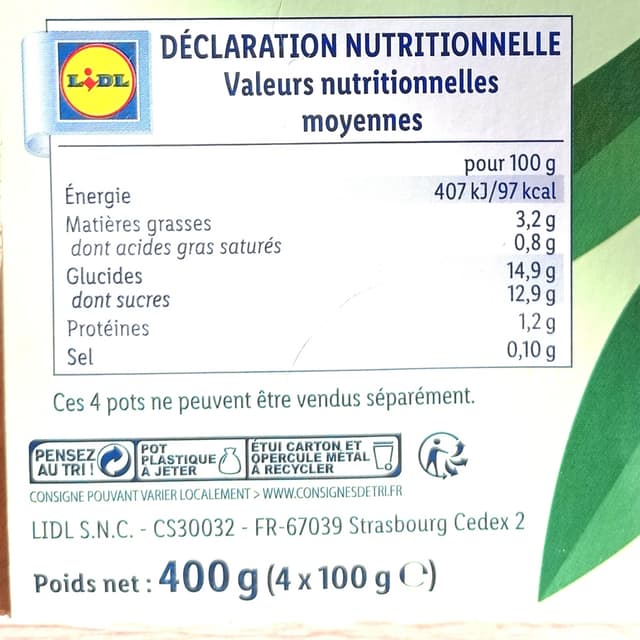 LIDL
DÉCLARATION NUTRITIONNELLE
Valeurs nutritionnelles
moyennes
pour 100 g
Énergie 407 kJ/97 kcal
Matières grasses 3,2 g
dont acides gras saturés 0,8 g
Glucides 14,9 g
dont sucres 12,9 g
Protéines 1,2 g
Sel 0,10 g
Ces 4 pots ne peuvent être vendus séparément.
PENSEZ AU TRI !
POT PLASTIQUE À JETER
ÉTUI CARTON ET OPERCULE MÉTAL À RECYCLER
CONSIGNE POUVANT VARIER LOCALEMENT > WWW.CONSIGNESDETRI.FR
LIDL S.N.C. - CS30032 - FR-67039 Strasbourg Cedex 2
Poids net : 400 g (4 x 100 g ℮)